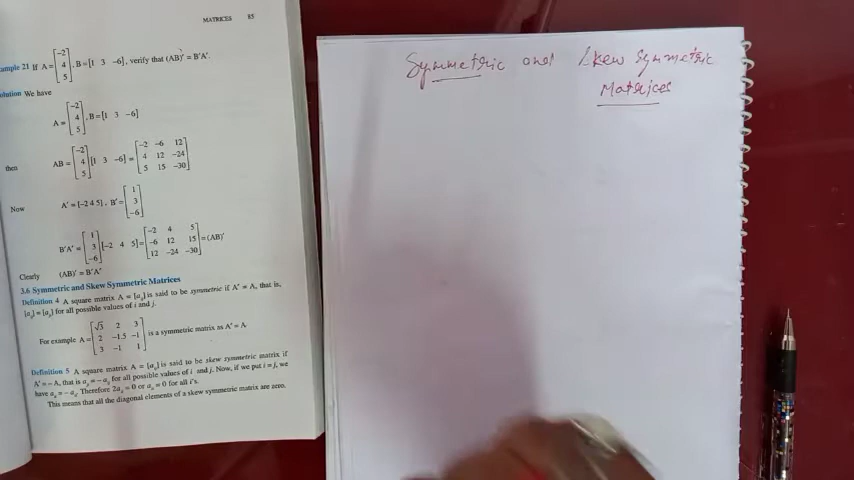 MATRICES 85
ample 21 If A = [-2 4 5], B = [1 3 -6], verify that (AB)' = B'A'.
olution We have
A = [-2 4 5], B = [1 3 -6]
then AB = [-2 4 5] [1 3 -6] = [-2 -6 12 4 12 -24 5 15 -30]
Now A' = [-2 4 5], B' = [1 3 -6]
B'A' = [1 3 -6] [-2 4 5] = [-2 4 5 -6 12 15 12 -24 -30] = (AB)'
Clearly (AB)' = B'A'
3.6 Symmetric and Skew Symmetric Matrices
Definition 4 A square matrix A = [aij] is said to be symmetric if A' = A, that is,
[aij] = [aji] for all possible values of i and j.
For example A = [√3 2 3 2 -1.5 -1 3 -1 1] is a symmetric matrix as A' = A
Definition 5 A square matrix A = [aij] is said to be skew symmetric matrix if
A' = -A, that is aji = -aij for all possible values of i and j. Now, if we put i = j, we
have aii = -aii. Therefore 2aii = 0 or aii = 0 for all i's.
This means that all the diagonal elements of a skew symmetric matrix are zero.
Symmetric and Skew Symmetric
Matrices